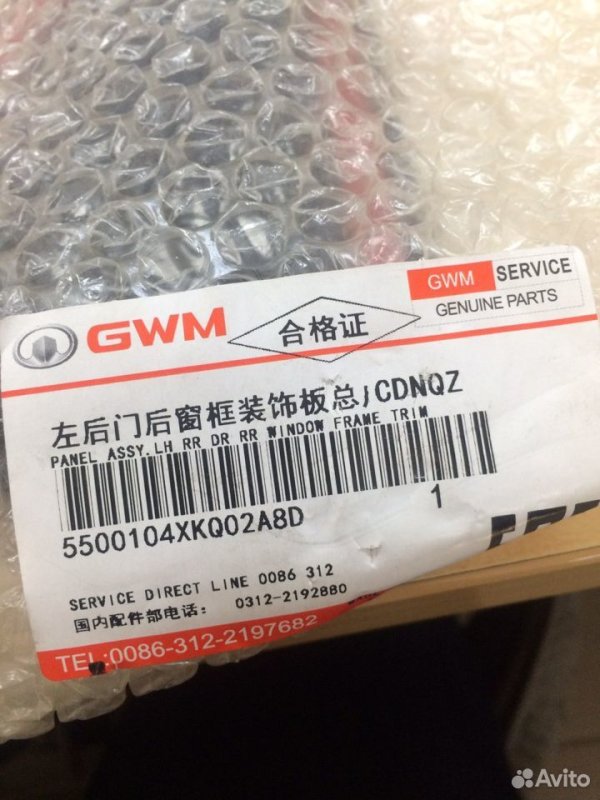 GWM
合格证
GWM SERVICE
GENUINE PARTS
左后门后窗框装饰板总/CDNQZ
PANEL ASSY.LH RR DR RR WINDOW FRAME TRIM
5500104XKQ02A8D 1
SERVICE DIRECT LINE 0086 312
国内配件部电话: 0312-2192880
TEL:0086-312-2197682
Avito